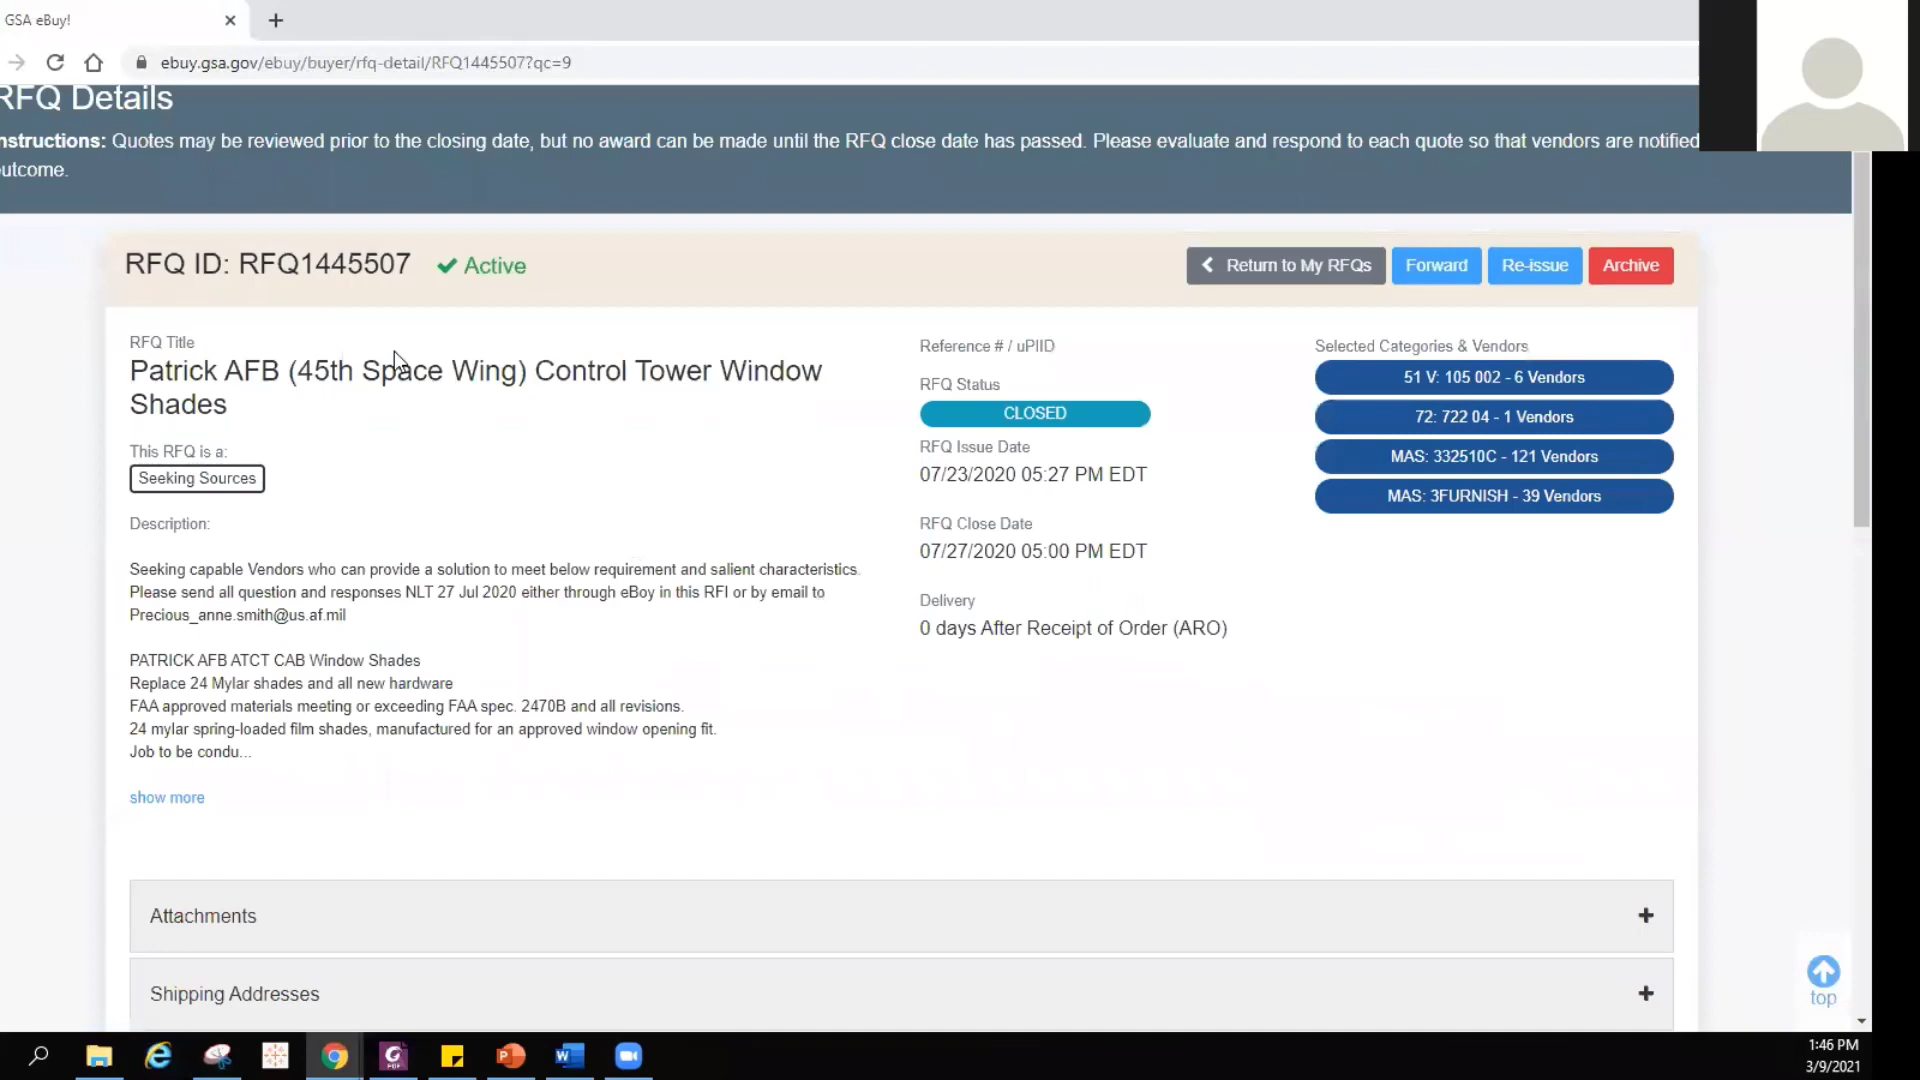 GSA eBuy!
ebuy.gsa.gov/ebuy/buyer/rfq-detail/RFQ1445507?qc=9
RFQ Details
nstructions: Quotes may be reviewed prior to the closing date, but no award can be made until the RFQ close date has passed. Please evaluate and respond to each quote so that vendors are notified
utcome.
RFQ ID: RFQ1445507
Active
Return to My RFQs
Forward
Re-issue
Archive
RFQ Title
Patrick AFB (45th Space Wing) Control Tower Window
Shades
This RFQ is a:
Seeking Sources
Description:
Seeking capable Vendors who can provide a solution to meet below requirement and salient characteristics.
Please send all question and responses NLT 27 Jul 2020 either through eBoy in this RFI or by email to
Precious_anne.smith@us.af.mil
PATRICK AFB ATCT CAB Window Shades
Replace 24 Mylar shades and all new hardware
FAA approved materials meeting or exceeding FAA spec. 2470B and all revisions.
24 mylar spring-loaded film shades, manufactured for an approved window opening fit.
Job to be condu...
show more
Reference # / uPIID
RFQ Status
CLOSED
RFQ Issue Date
07/23/2020 05:27 PM EDT
RFQ Close Date
07/27/2020 05:00 PM EDT
Delivery
0 days After Receipt of Order (ARO)
Selected Categories & Vendors
51 V: 105 002 - 6 Vendors
72: 722 04 - 1 Vendors
MAS: 332510C - 121 Vendors
MAS: 3FURNISH - 39 Vendors
Attachments
Shipping Addresses
top
1:46 PM
3/9/2021